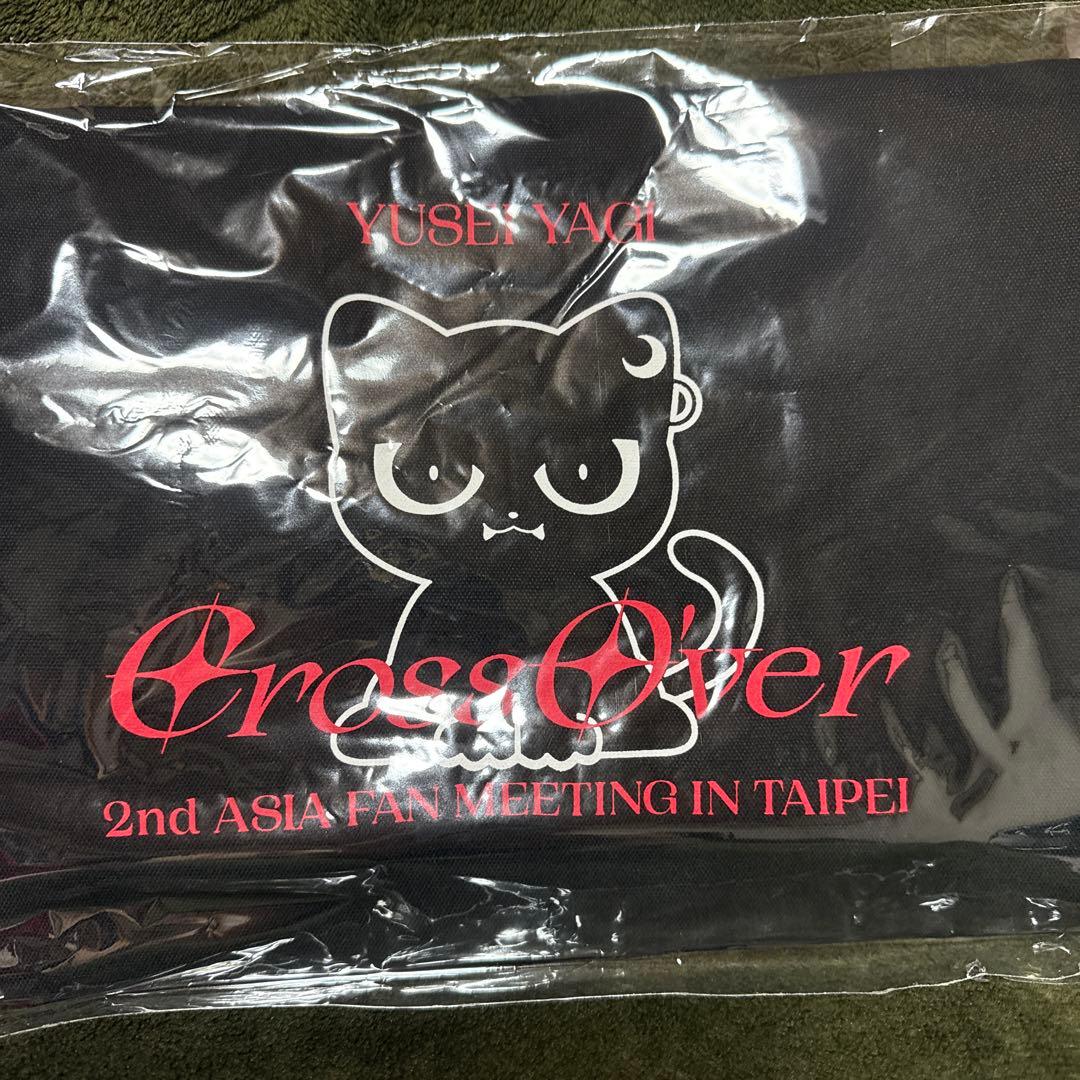 YUSEI YAGI
CrossO'ver
2nd ASIA FAN MEETING IN TAIPEI